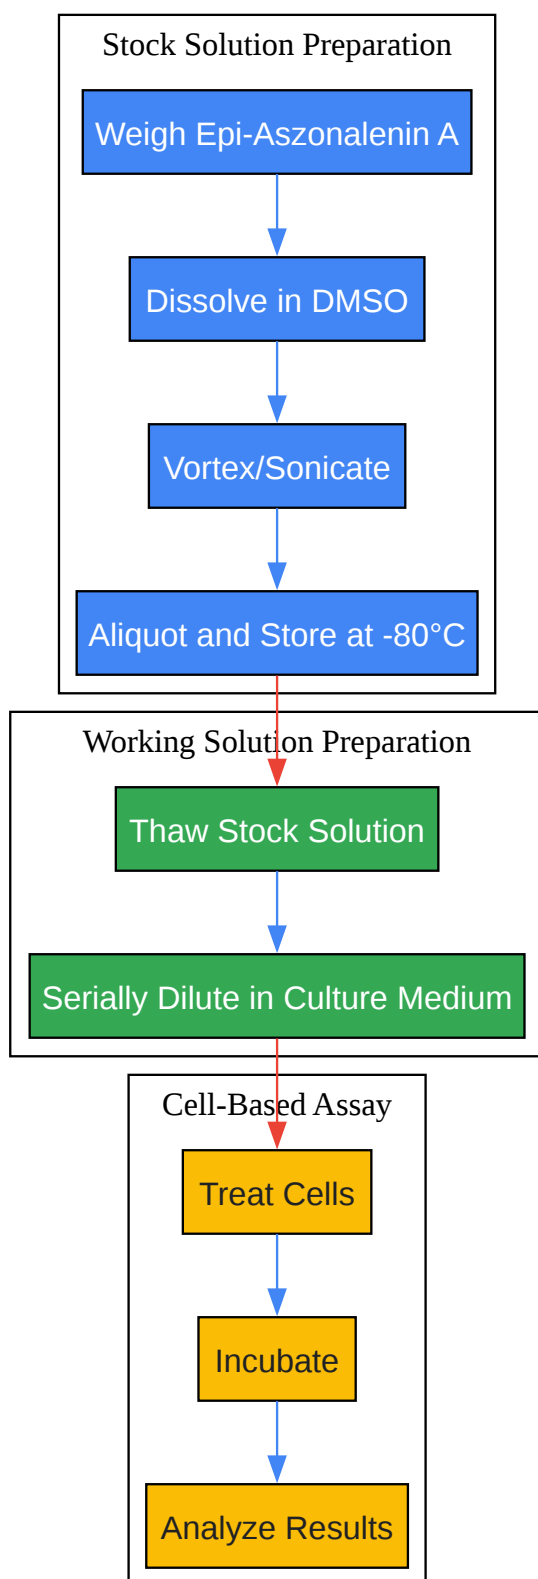 Stock Solution Preparation
Weigh Epi-Aszonalenin A
Dissolve in DMSO
Vortex/Sonicate
Aliquot and Store at -80°C
Working Solution Preparation
Thaw Stock Solution
Serially Dilute in Culture Medium
Cell-Based Assay
Treat Cells
Incubate
Analyze Results